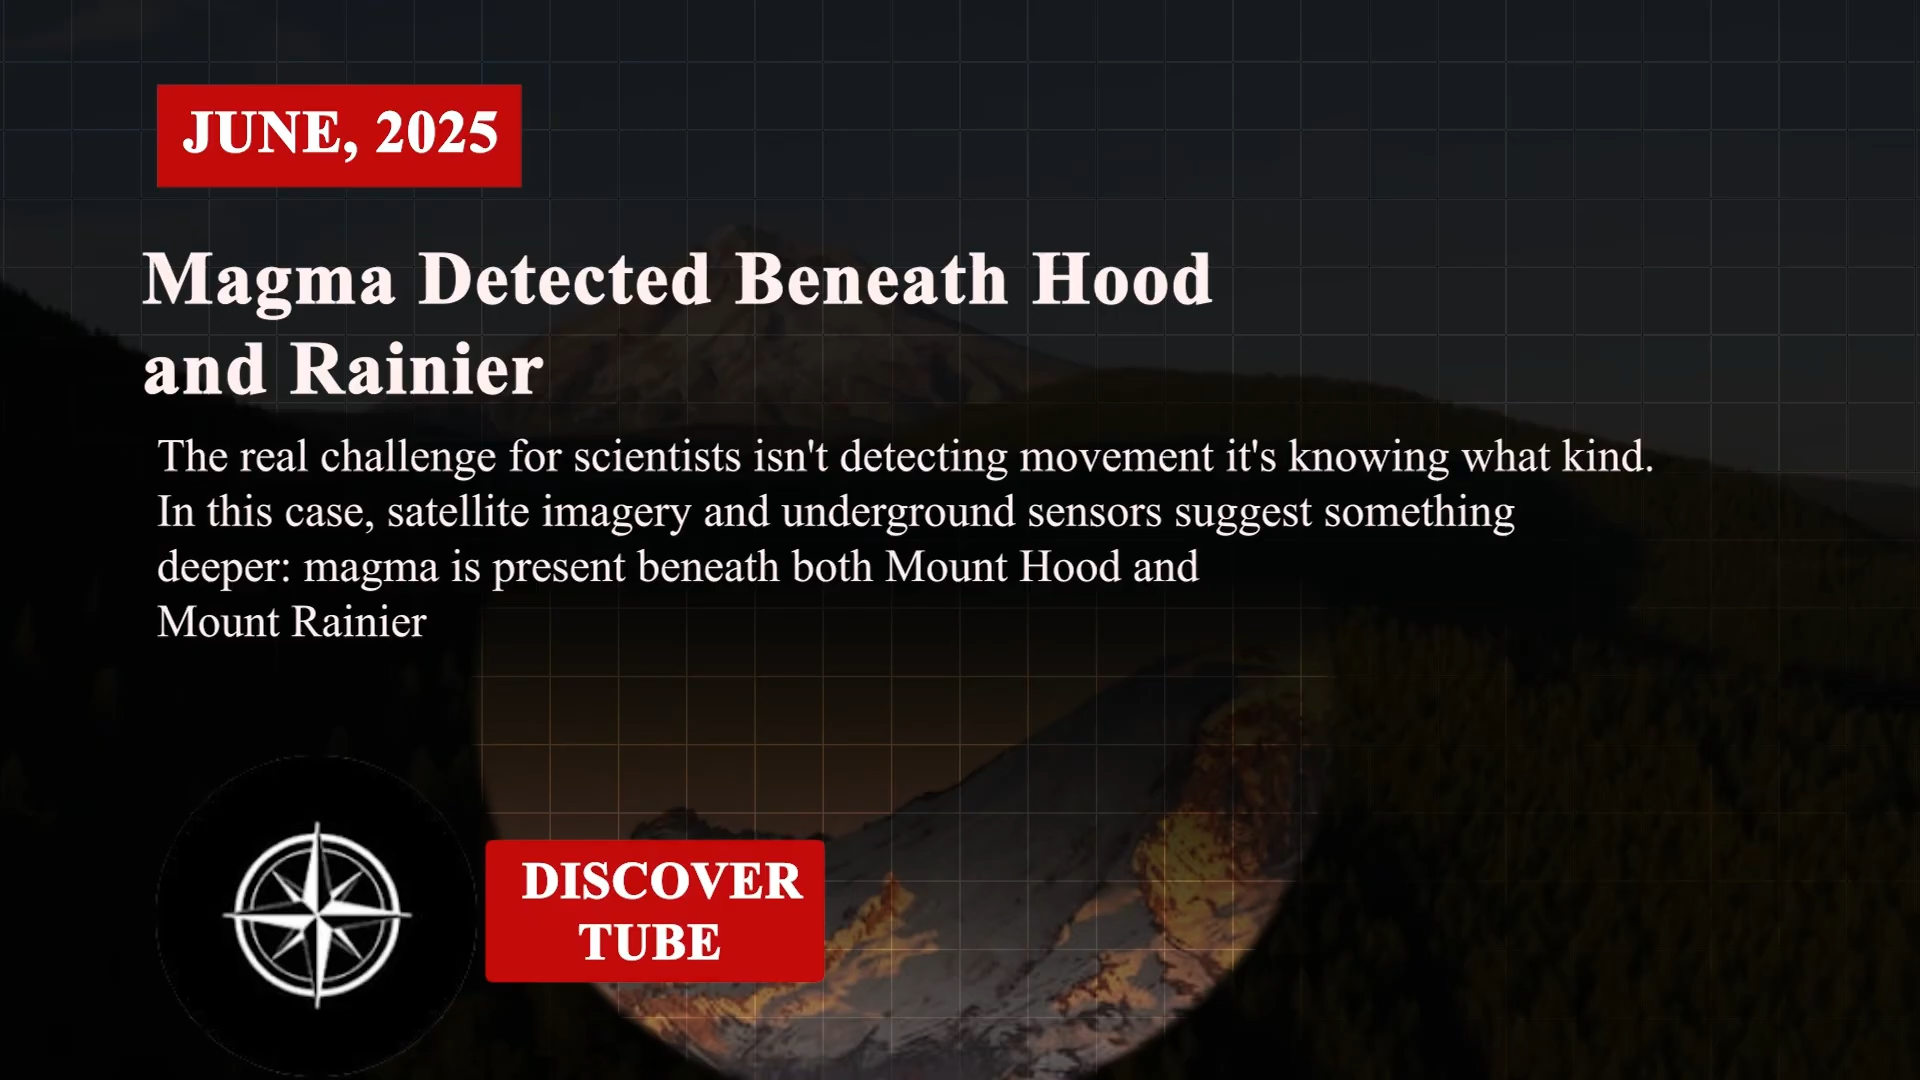 JUNE, 2025
Magma Detected Beneath Hood
and Rainier
The real challenge for scientists isn't detecting movement it's knowing what kind.
In this case, satellite imagery and underground sensors suggest something
deeper: magma is present beneath both Mount Hood and
Mount Rainier
DISCOVER
TUBE